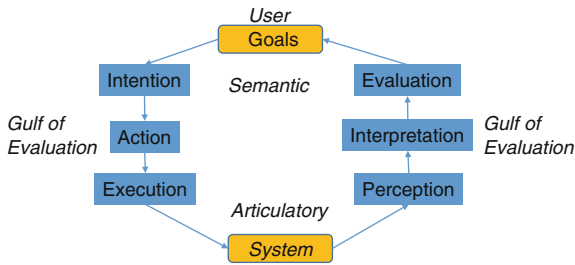 User
Goals
Intention
Semantic
Evaluation
Gulf of
Evaluation
Action
Interpretation
Gulf of
Evaluation
Execution
Perception
Articulatory
System